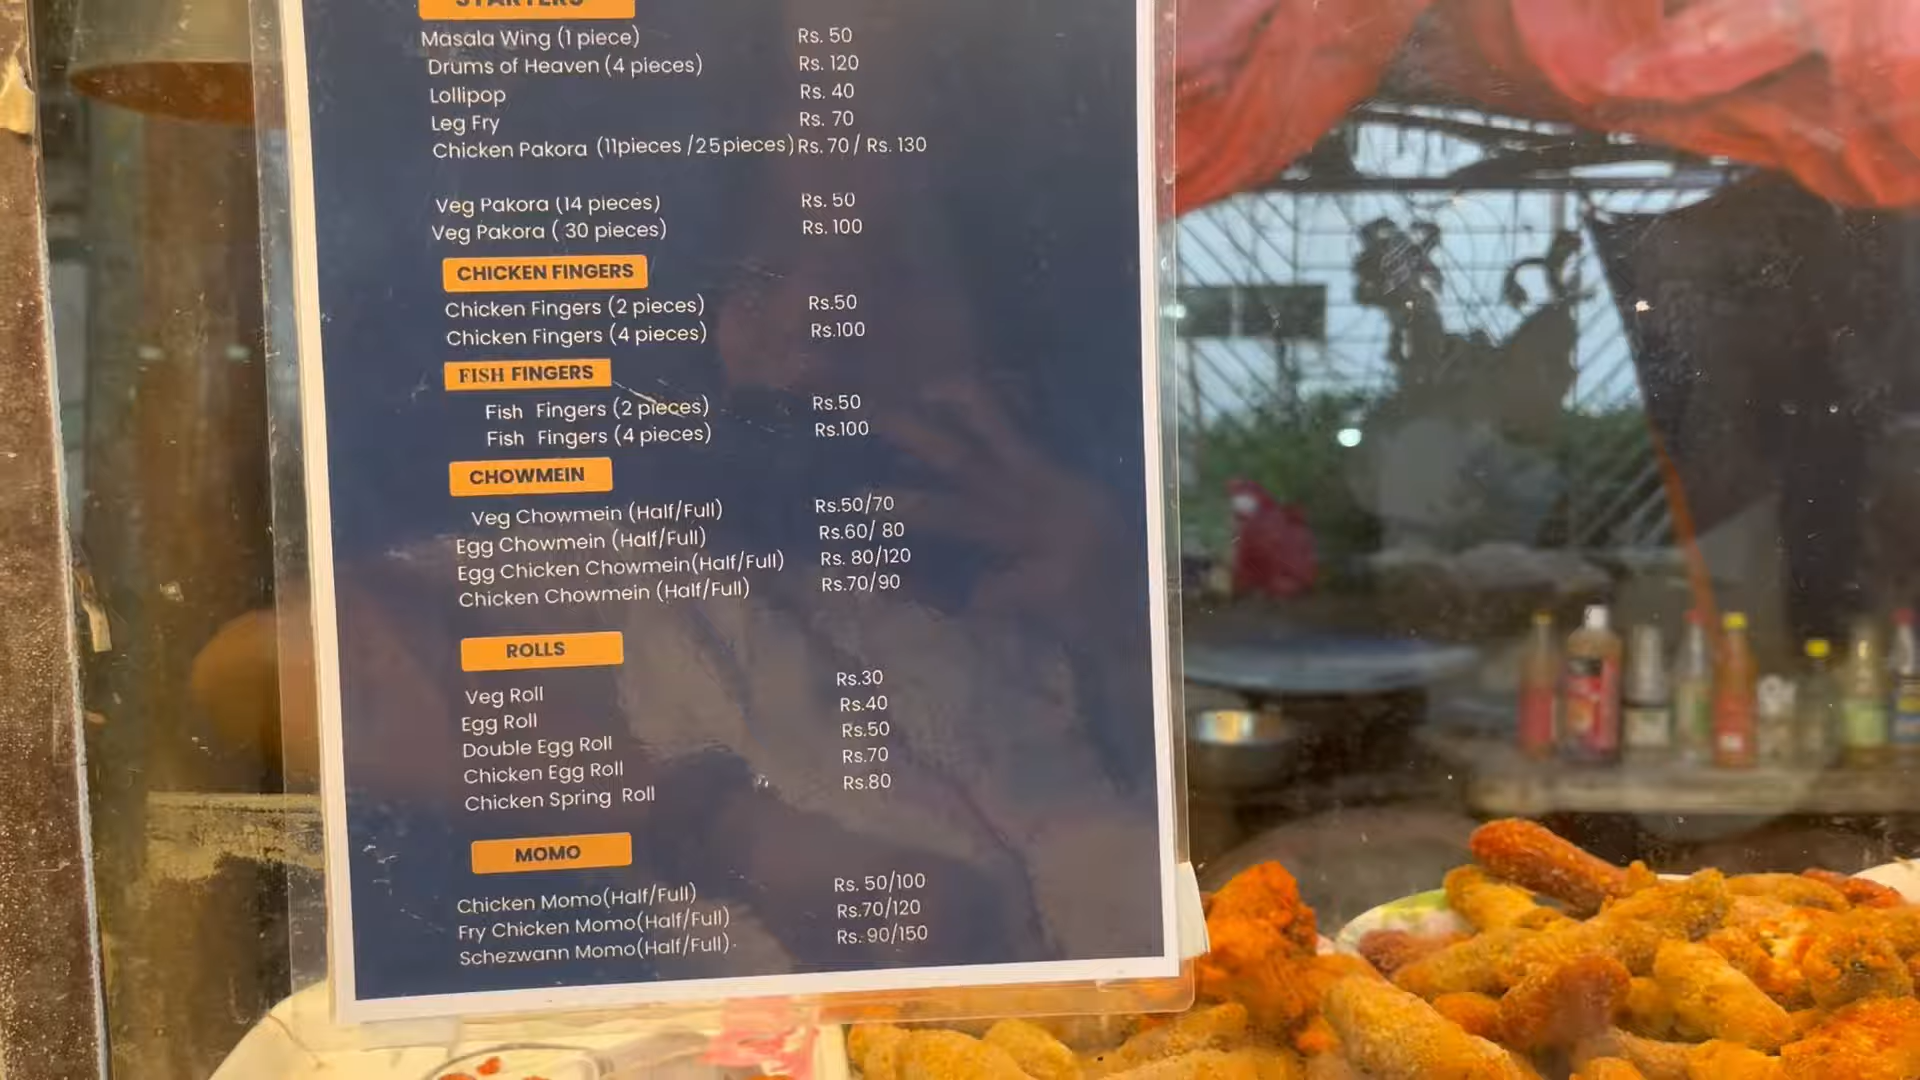 STARTERS
Masala Wing (1 piece) Rs. 50
Drums of Heaven (4 pieces) Rs. 120
Lollipop Rs. 40
Leg Fry Rs. 70
Chicken Pakora (11pieces /25pieces) Rs. 70 / Rs. 130
Veg Pakora (14 pieces) Rs. 50
Veg Pakora ( 30 pieces) Rs. 100
CHICKEN FINGERS
Chicken Fingers (2 pieces) Rs.50
Chicken Fingers (4 pieces) Rs.100
FISH FINGERS
Fish Fingers (2 pieces) Rs.50
Fish Fingers (4 pieces) Rs.100
CHOWMEIN
Veg Chowmein (Half/Full) Rs.50/70
Egg Chowmein (Half/Full) Rs.60/ 80
Egg Chicken Chowmein(Half/Full) Rs. 80/120
Chicken Chowmein (Half/Full) Rs.70/90
ROLLS
Veg Roll Rs.30
Egg Roll Rs.40
Double Egg Roll Rs.50
Chicken Egg Roll Rs.70
Chicken Spring Roll Rs.80
MOMO
Chicken Momo(Half/Full) Rs. 50/100
Fry Chicken Momo(Half/Full) Rs.70/120
Schezwann Momo(Half/Full). Rs. 90/150